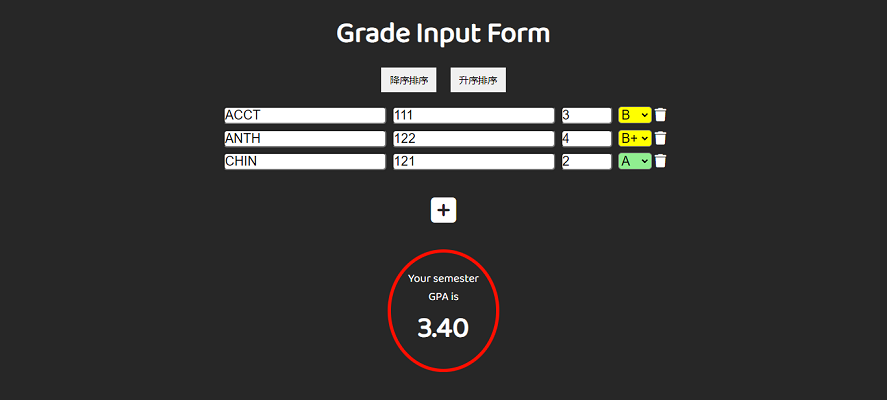 Grade Input Form
降序排序 升序排序
ACCT 111 3 B
ANTH 122 4 B+
CHIN 121 2 A
+
Your semester
GPA is
3.40